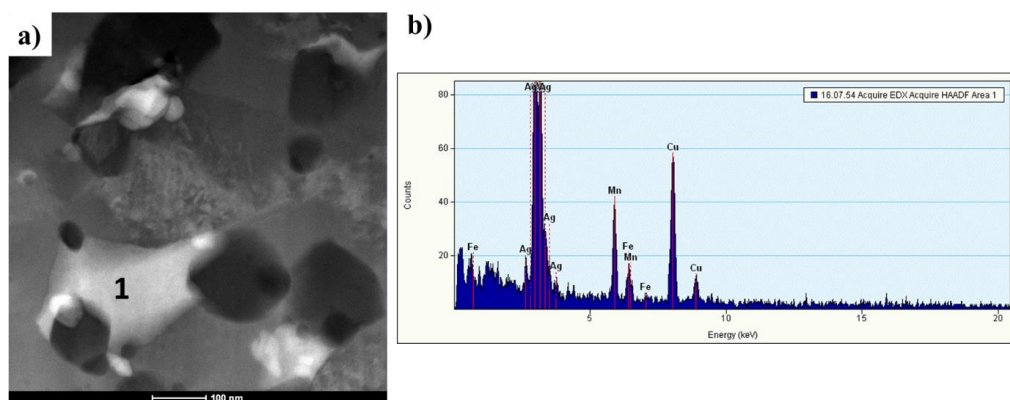 a)
b)
1
100 nm
16.07.54 Acquire EDX Acquire HAADF Area 1
80
60
40
20
Counts
Fe
Ag
Ag
Ag
Ag
Ag
Mn
Fe
Mn
Fe
Cu
Cu
5
10
15
20
Energy (keV)